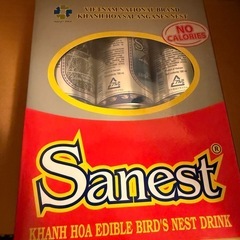 VIETNAM NATIONAL BRAND
KHANH HOA SALANGANES NEST
NO
CALORIES
Sanest®
KHANH HOA EDIBLE BIRD'S NEST DRINK